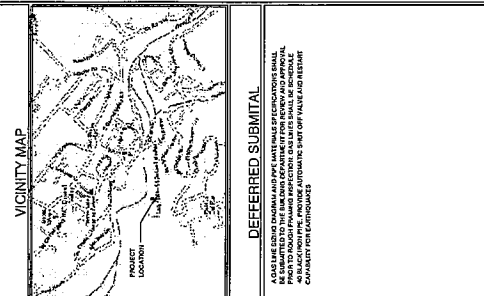 VICINITY MAP
PROJECT
LOCATION
DEFFERRED SUBMITAL
A GAS LINE SIZING DIAGRAM AND PIPE MATERIALS SPECIFICATIONS SHALL
BE SUBMITTED TO THE BUILDING DEPARTMENT FOR REVIEW AND APPROVAL
PRIOR TO ROUGH FRAMING INSPECTION. GAS LINES SHALL BE SCHEDULE
40 BLACK IRON PIPE. PROVIDE AUTOMATIC SHUT OFF VALVE AND RESTART
CAPABILITY FOR EARTHQUAKES